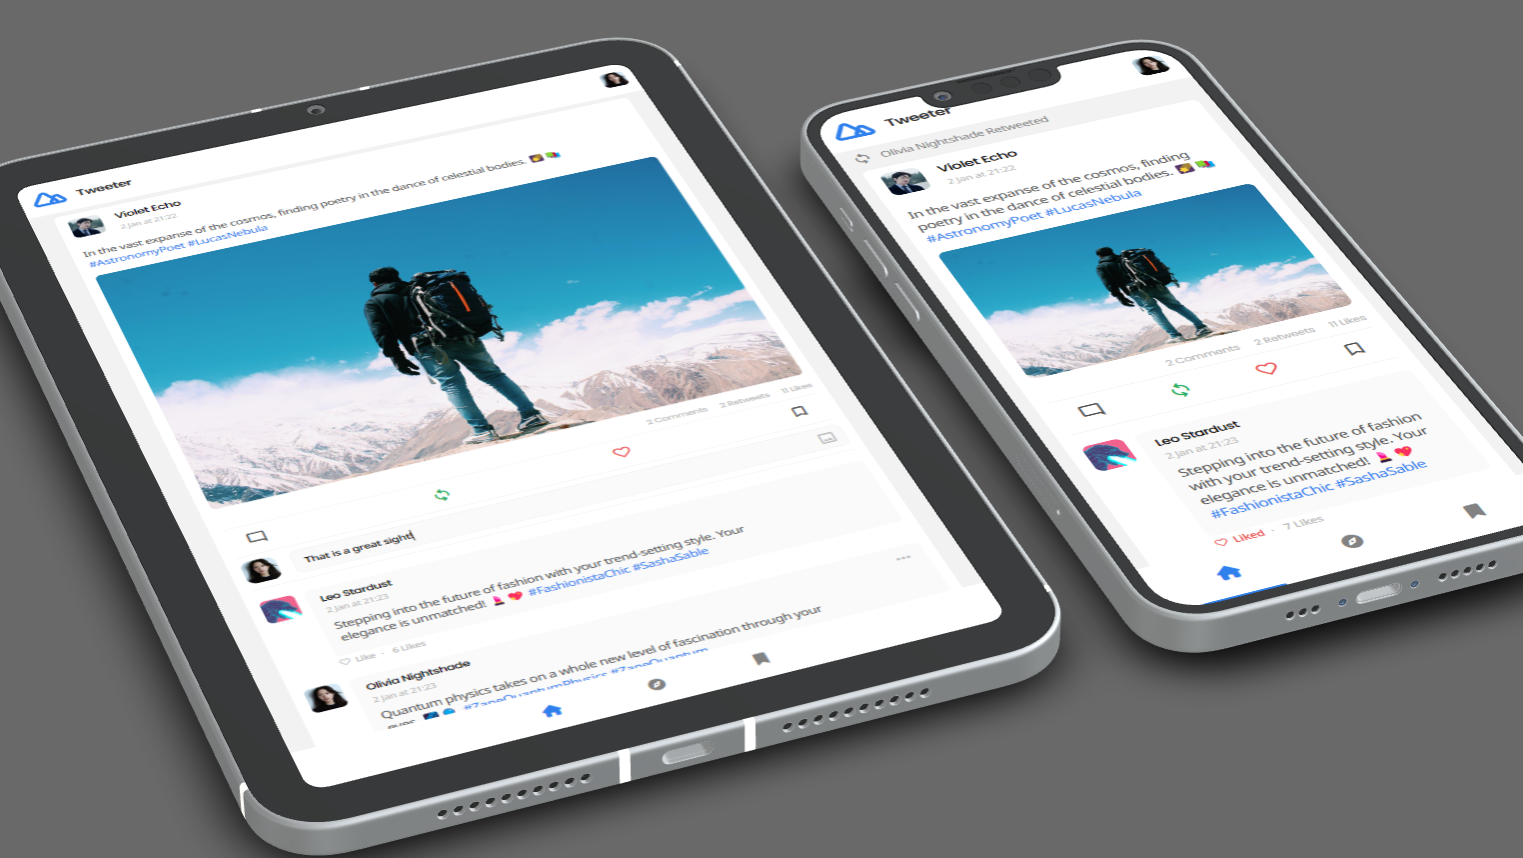 Tweeter
Violet Echo
2 Jan at 21:22
In the vast expanse of the cosmos, finding poetry in the dance of celestial bodies.
#AstronomyPoet #LucasNebula
2 Comments 2 Retweets 11 Likes
That is a great sight
Leo Stardust
2 Jan at 21:23
Stepping into the future of fashion with your trend-setting style. Your
elegance is unmatched! 💄💖 #FashionistaChic #SashaSable
Like · 6 Likes
Olivia Nightshade
2 Jan at 21:23
Quantum physics takes on a whole new level of fascination through your
eyes. #ZaneQuantumPhysics #ZaneQuantum
Tweeter
Olivia Nightshade Retweeted
Violet Echo
2 Jan at 21:22
In the vast expanse of the cosmos, finding
poetry in the dance of celestial bodies.
#AstronomyPoet #LucasNebula
2 Comments 2 Retweets 11 Likes
Leo Stardust
2 Jan at 21:23
Stepping into the future of fashion
with your trend-setting style. Your
elegance is unmatched! 💄💖
#FashionistaChic #SashaSable
Liked · 7 Likes